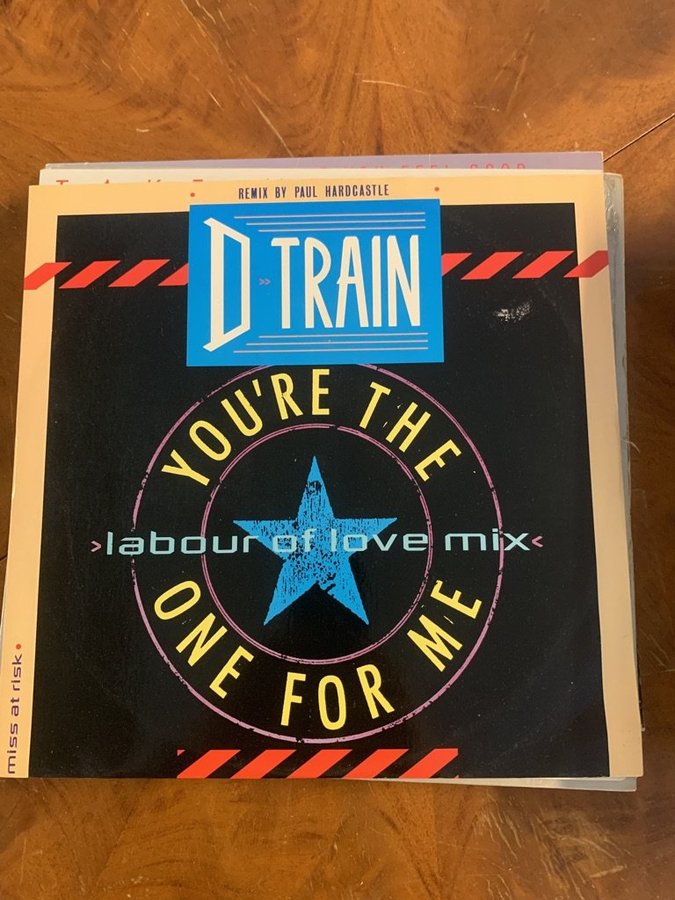 REMIX BY PAUL HARDCASTLE
D » TRAIN
YOU'RE THE
>labour of love mix<
ONE FOR ME
miss at risk